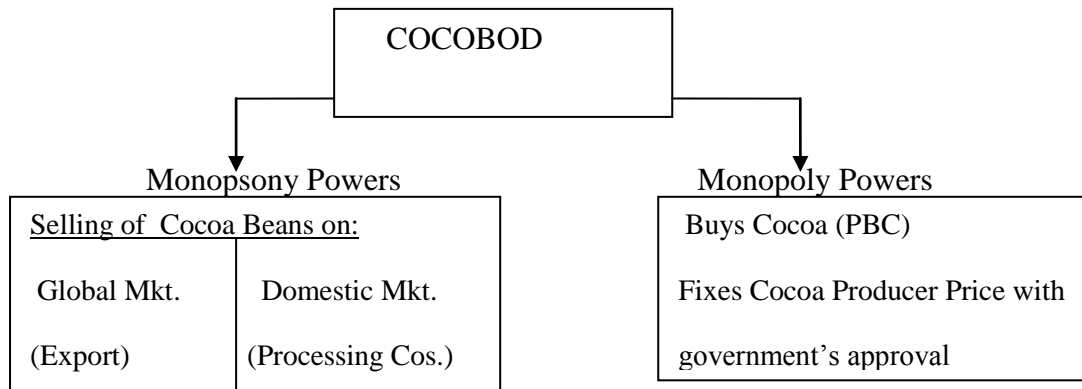 COCOBOD
Monopsony Powers
Selling of Cocoa Beans on:
Global Mkt.
(Export)
Domestic Mkt.
(Processing Cos.)
Monopoly Powers
Buys Cocoa (PBC)
Fixes Cocoa Producer Price with
government’s approval